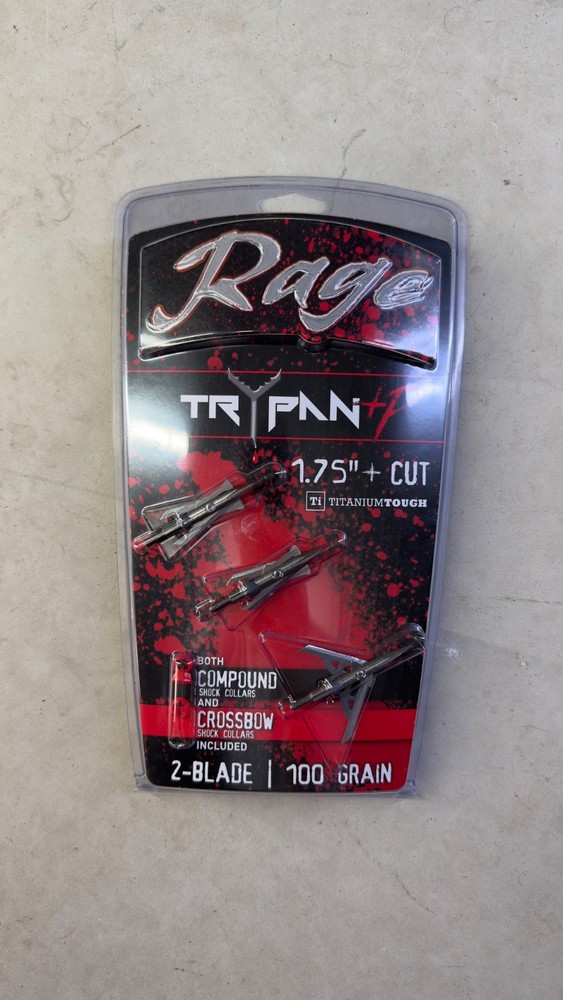 Rage
TRYPAN +P
1.75" + CUT
Ti TITANIUMTOUGH
BOTH
COMPOUND
SHOCK COLLARS
AND
CROSSBOW
SHOCK COLLARS
INCLUDED
2-BLADE | 100 GRAIN